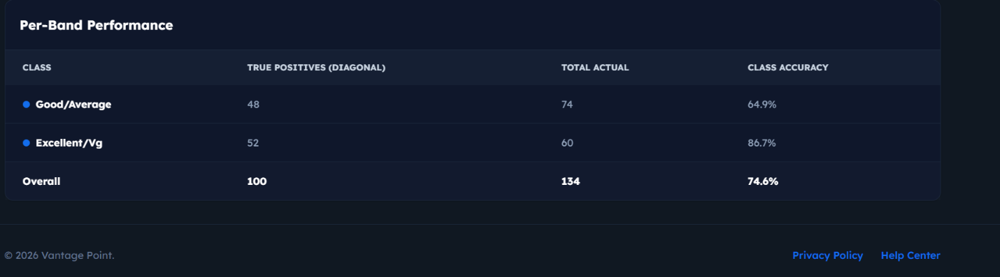 Per-Band Performance
CLASS TRUE POSITIVES (DIAGONAL) TOTAL ACTUAL CLASS ACCURACY
Good/Average 48 74 64.9%
Excellent/Vg 52 60 86.7%
Overall 100 134 74.6%
© 2026 Vantage Point. Privacy Policy Help Center